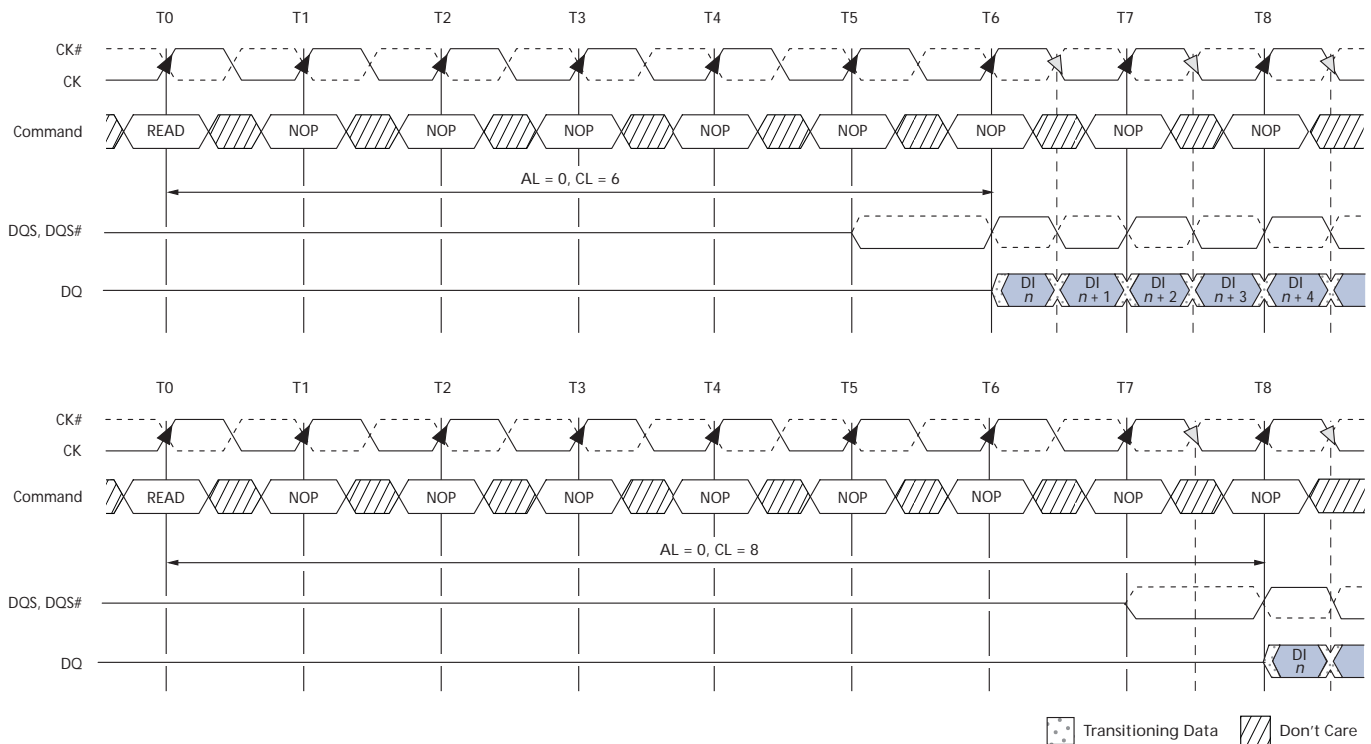 T0 T1 T2 T3 T4 T5 T6 T7 T8
CK#
CK
Command READ NOP NOP NOP NOP NOP NOP NOP NOP
AL = 0, CL = 6
DQS, DQS#
DQ DI n DI n + 1 DI n + 2 DI n + 3 DI n + 4
T0 T1 T2 T3 T4 T5 T6 T7 T8
CK#
CK
Command READ NOP NOP NOP NOP NOP NOP NOP NOP
AL = 0, CL = 8
DQS, DQS#
DQ DI n
Transitioning Data Don't Care